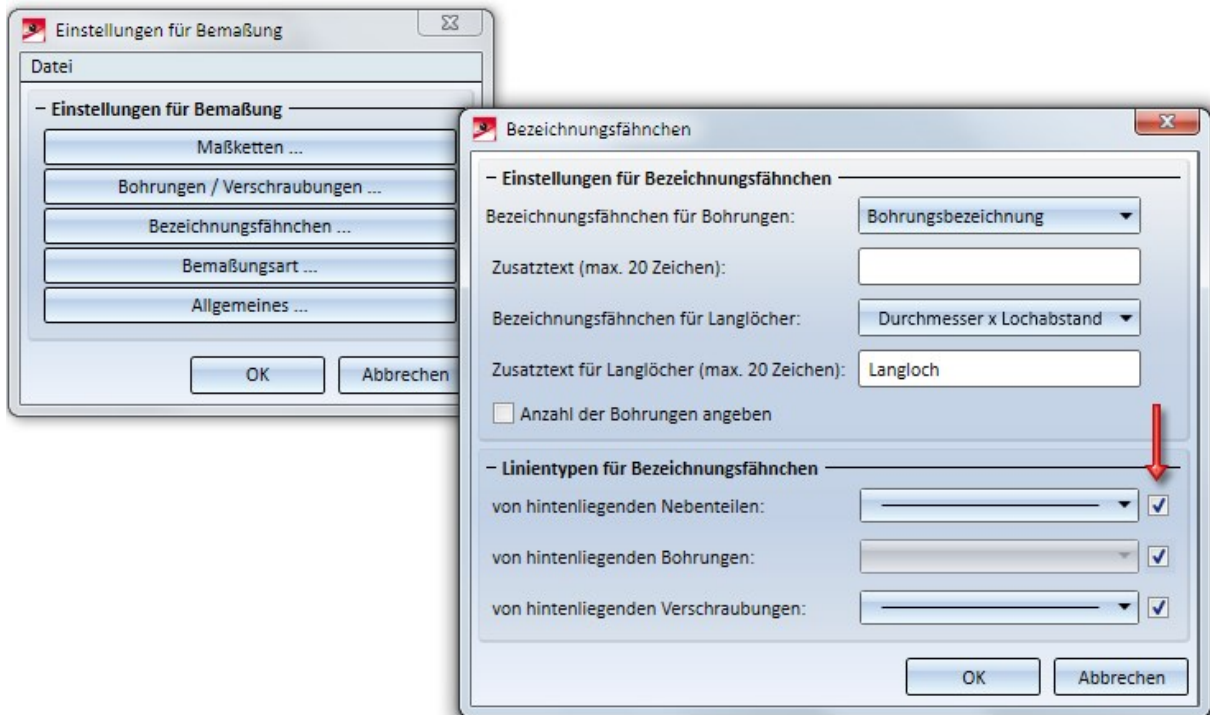 Einstellungen für Bemaßung
Datei
Einstellungen für Bemaßung
Maßketten ...
Bohrungen / Verschraubungen ...
Bezeichnungsfähnchen ...
Bemaßungsart ...
Allgemeines ...
OK Abbrechen
Bezeichnungsfähnchen
Einstellungen für Bezeichnungsfähnchen
Bezeichnungsfähnchen für Bohrungen: Bohrungsbezeichnung
Zusatztext (max. 20 Zeichen):
Bezeichnungsfähnchen für Langlöcher: Durchmesser x Lochabstand
Zusatztext für Langlöcher (max. 20 Zeichen): Langloch
Anzahl der Bohrungen angeben
Linientypen für Bezeichnungsfähnchen
von hintenliegenden Nebenteilen:
von hintenliegenden Bohrungen:
von hintenliegenden Verschraubungen:
OK Abbrechen